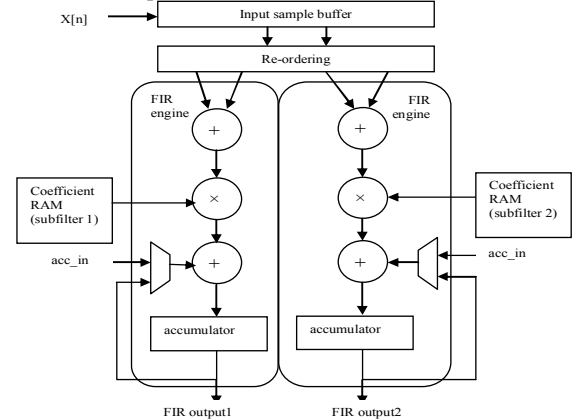 Input sample buffer
X[n]
Re-ordering
FIR
engine
FIR
engine
+
+
Coefficient
RAM
(subfilter 1)
×
×
Coefficient
RAM
(subfilter 2)
acc_in
+
+
acc_in
accumulator
accumulator
FIR output1
FIR output2